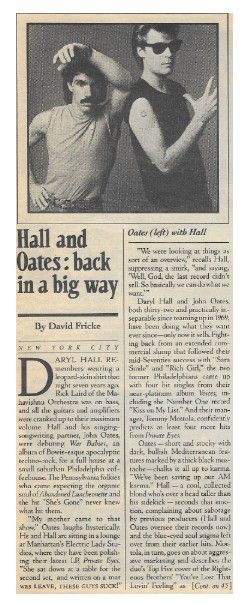 Hall and
Oates: back
in a big way
By David Fricke
NEW YORK CITY
DARYL HALL RE-
members wearing a
leopard-skin shirt that
night seven years ago.
Rick Laird of the Ma-
havishnu Orchestra was on bass,
and all the guitars and amplifiers
were cranked up to their maximum
volume. Hall and his singing-
songwriting partner, John Oates,
were debuting War Babies, an
album of Bowie-esque apocalyptic
techno-rock, for a full house at a
small suburban Philadelphia cof-
feehouse. The Pennsylvania folkies
who came expecting the organic
soul of Abandoned Luncheonette and
the hit "She's Gone" never knew
what hit them.
"My mother came to that
show," Oates laughs hysterically.
He and Hall are sitting in a lounge
at Manhattan's Electric Lady Stu-
dios, where they have been polish-
ing their latest LP, Private Eyes.
"She sat down at a table for the
second set, and written on a mat
was LEAVE, THESE GUYS SUCK!"
Oates (left) with Hall
"We were looking at things as
sort of an overview," recalls Hall,
suppressing a smirk, "and saying,
'Well, God, the last record didn't
sell. So basically we can do what we
want.'"
Daryl Hall and John Oates,
both thirty-two and practically in-
separable since teaming up in 1969,
have been doing what they want
ever since—only now it sells. Fight-
ing back from an extended com-
mercial slump that followed their
mid-Seventies success with "Sara
Smile" and "Rich Girl", the two
former Philadelphians came up
with four hit singles from their
near-platinum album Voices, in-
cluding the Number One record
"Kiss on My List." And their man-
ager, Tommy Mottola, confidently
predicts at least four more hits
from Private Eyes.
Oates—short and stocky with
dark, bullish Mediterranean fea-
tures marked by a thick black mus-
tache—chalks it all up to karma.
"We've been saving up our AM
karma." Hall—a cool, collected
blond who's over a head taller than
his sidekick—seconds that emo-
tion, complaining about sabotage
by previous producers (Hall and
Oates oversee their records now)
and the blue-eyed soul stigma left
over from their earlier hits. Mot-
tola, in turn, goes on about aggres-
sive marketing and describes the
duo's Top Five cover of the Right-
eous Brothers' "You've Lost That
Lovin' Feeling" as [Cont. on 45]